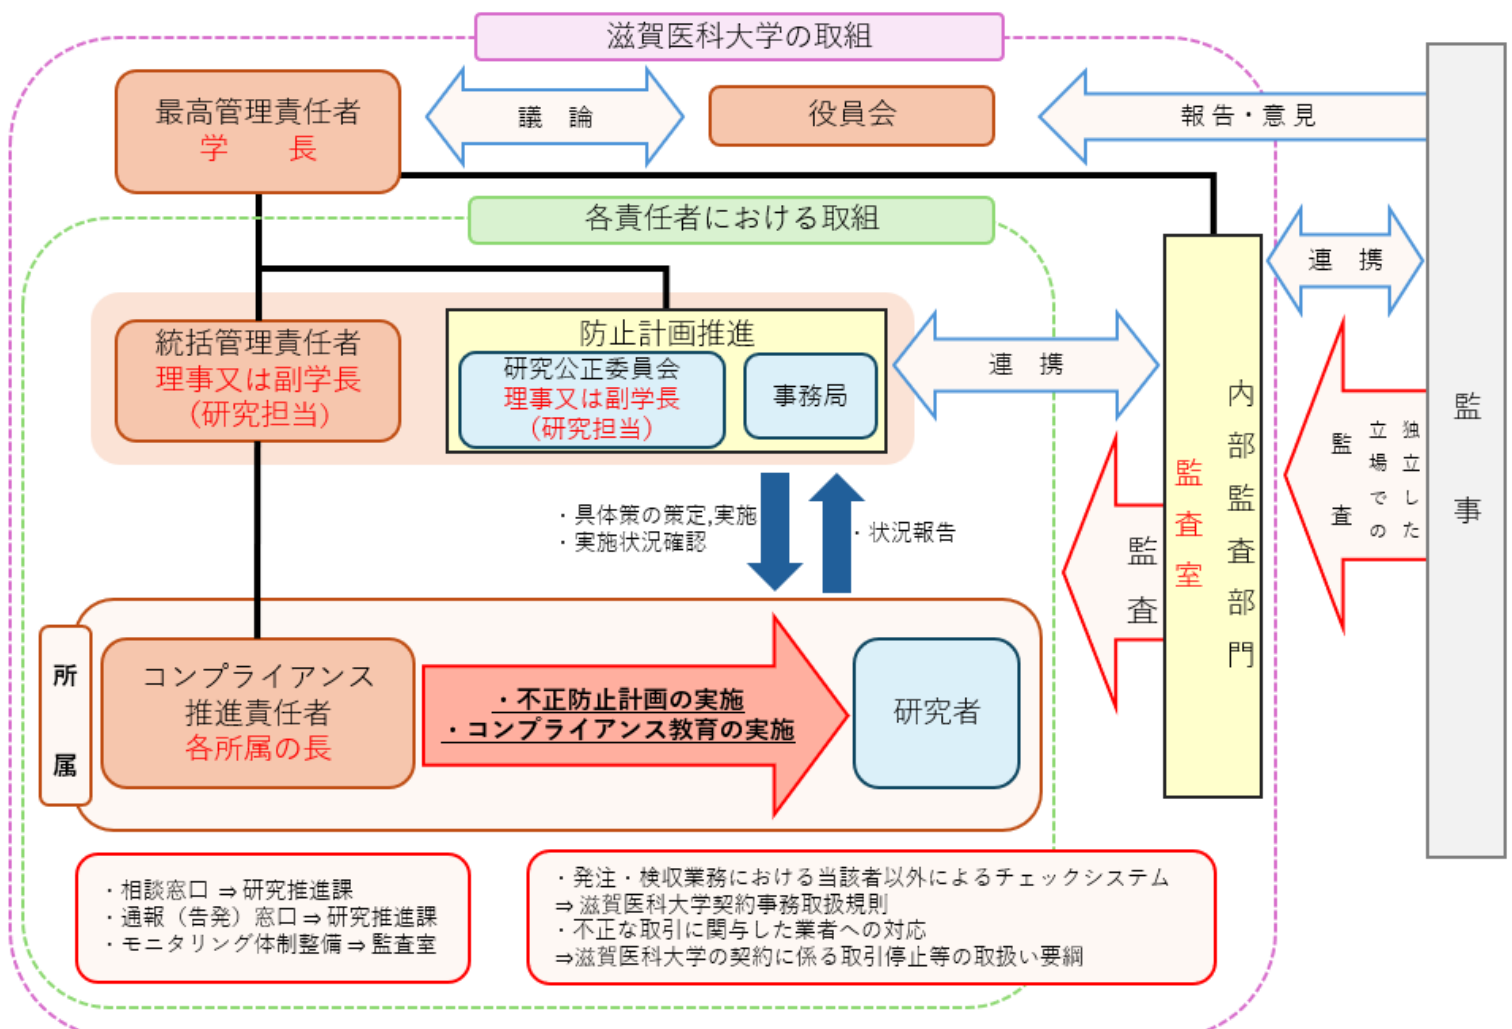 滋賀医科大学の取組
最高管理責任者
学　　長
議　論
役員会
報告・意見
各責任者における取組
連　携
統括管理責任者
理事又は副学長
（研究担当）
防止計画推進
研究公正委員会
理事又は副学長
（研究担当）
事務局
連　携
内部監査部門
監査室
監査
独立した
立場での
監　査
監　事
・具体策の策定,実施
・実施状況確認
・状況報告
所　属
コンプライアンス
推進責任者
各所属の長
・不正防止計画の実施
・コンプライアンス教育の実施
研究者
・相談窓口 ⇒ 研究推進課
・通報（告発）窓口 ⇒ 研究推進課
・モニタリング体制整備 ⇒ 監査室
・発注・検収業務における当該者以外によるチェックシステム
⇒ 滋賀医科大学契約事務取扱規則
・不正な取引に関与した業者への対応
⇒滋賀医科大学の契約に係る取引停止等の取扱い要綱